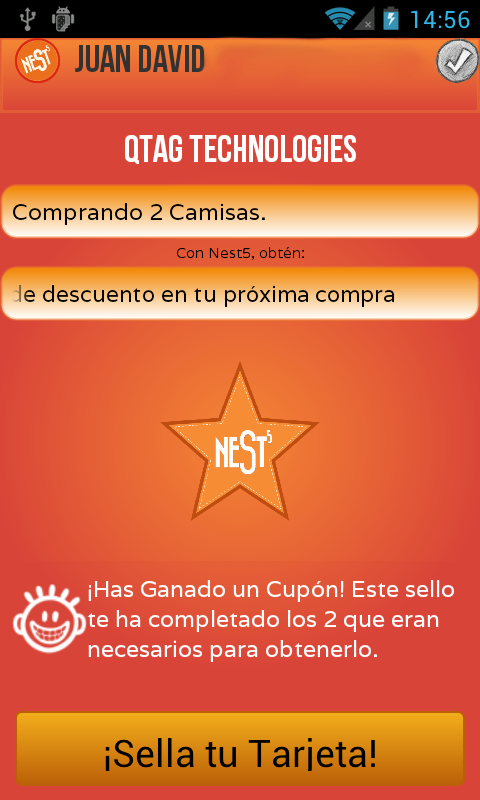 14:56
NEST5
JUAN DAVID
QTAG TECHNOLOGIES
Comprando 2 Camisas.
Con Nest5, obtén:
de descuento en tu próxima compra
NEST5
¡Has Ganado un Cupón! Este sello
te ha completado los 2 que eran
necesarios para obtenerlo.
¡Sella tu Tarjeta!